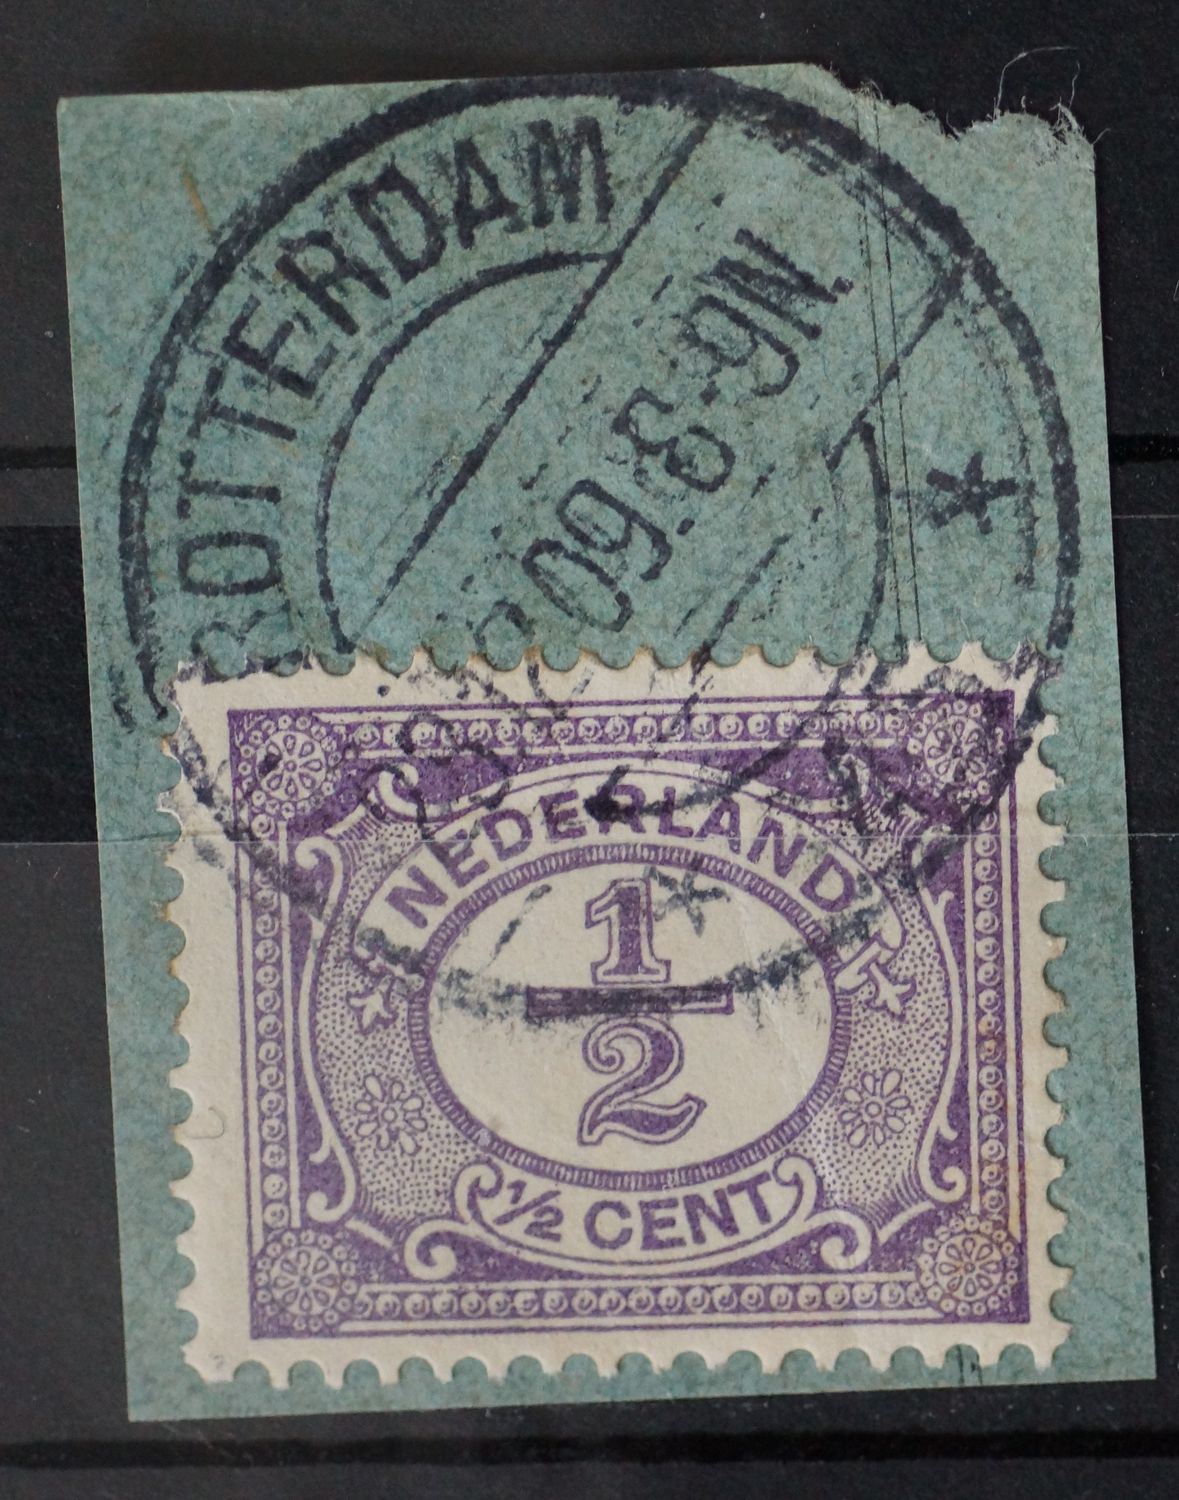 ROTTERDAM
09.8-9N.
NEDERLAND
1
2
½ CENT